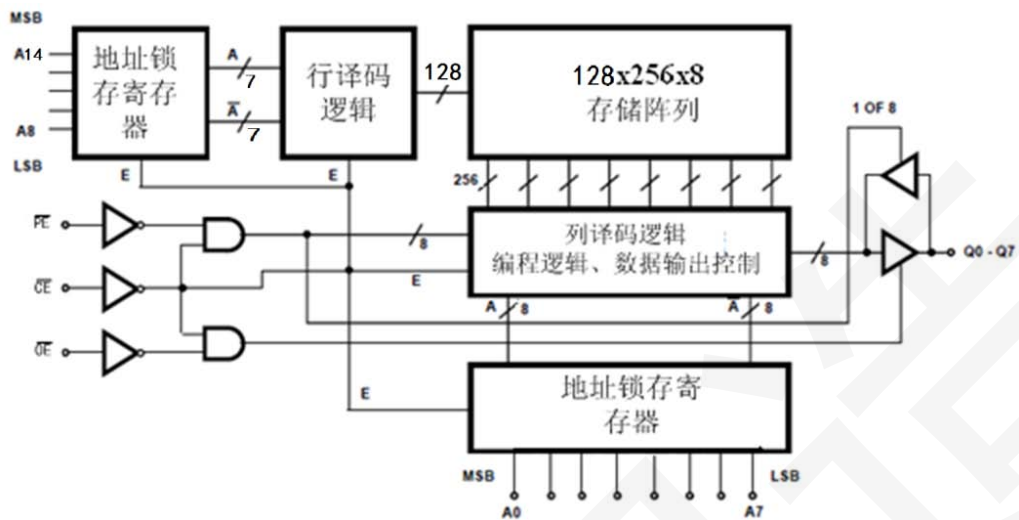 MSB
A14
A8
LSB
地址锁
存寄存
器
A
7
A̅
7
行译码
逻辑
128
128x256x8
存储阵列
1 OF 8
E
E
256
P̅E̅
C̅E̅
O̅E̅
8
E
列译码逻辑
编程逻辑、数据输出控制
8
Q0 - Q7
A
8
A̅
8
E
地址锁存寄
存器
MSB
LSB
A0
A7